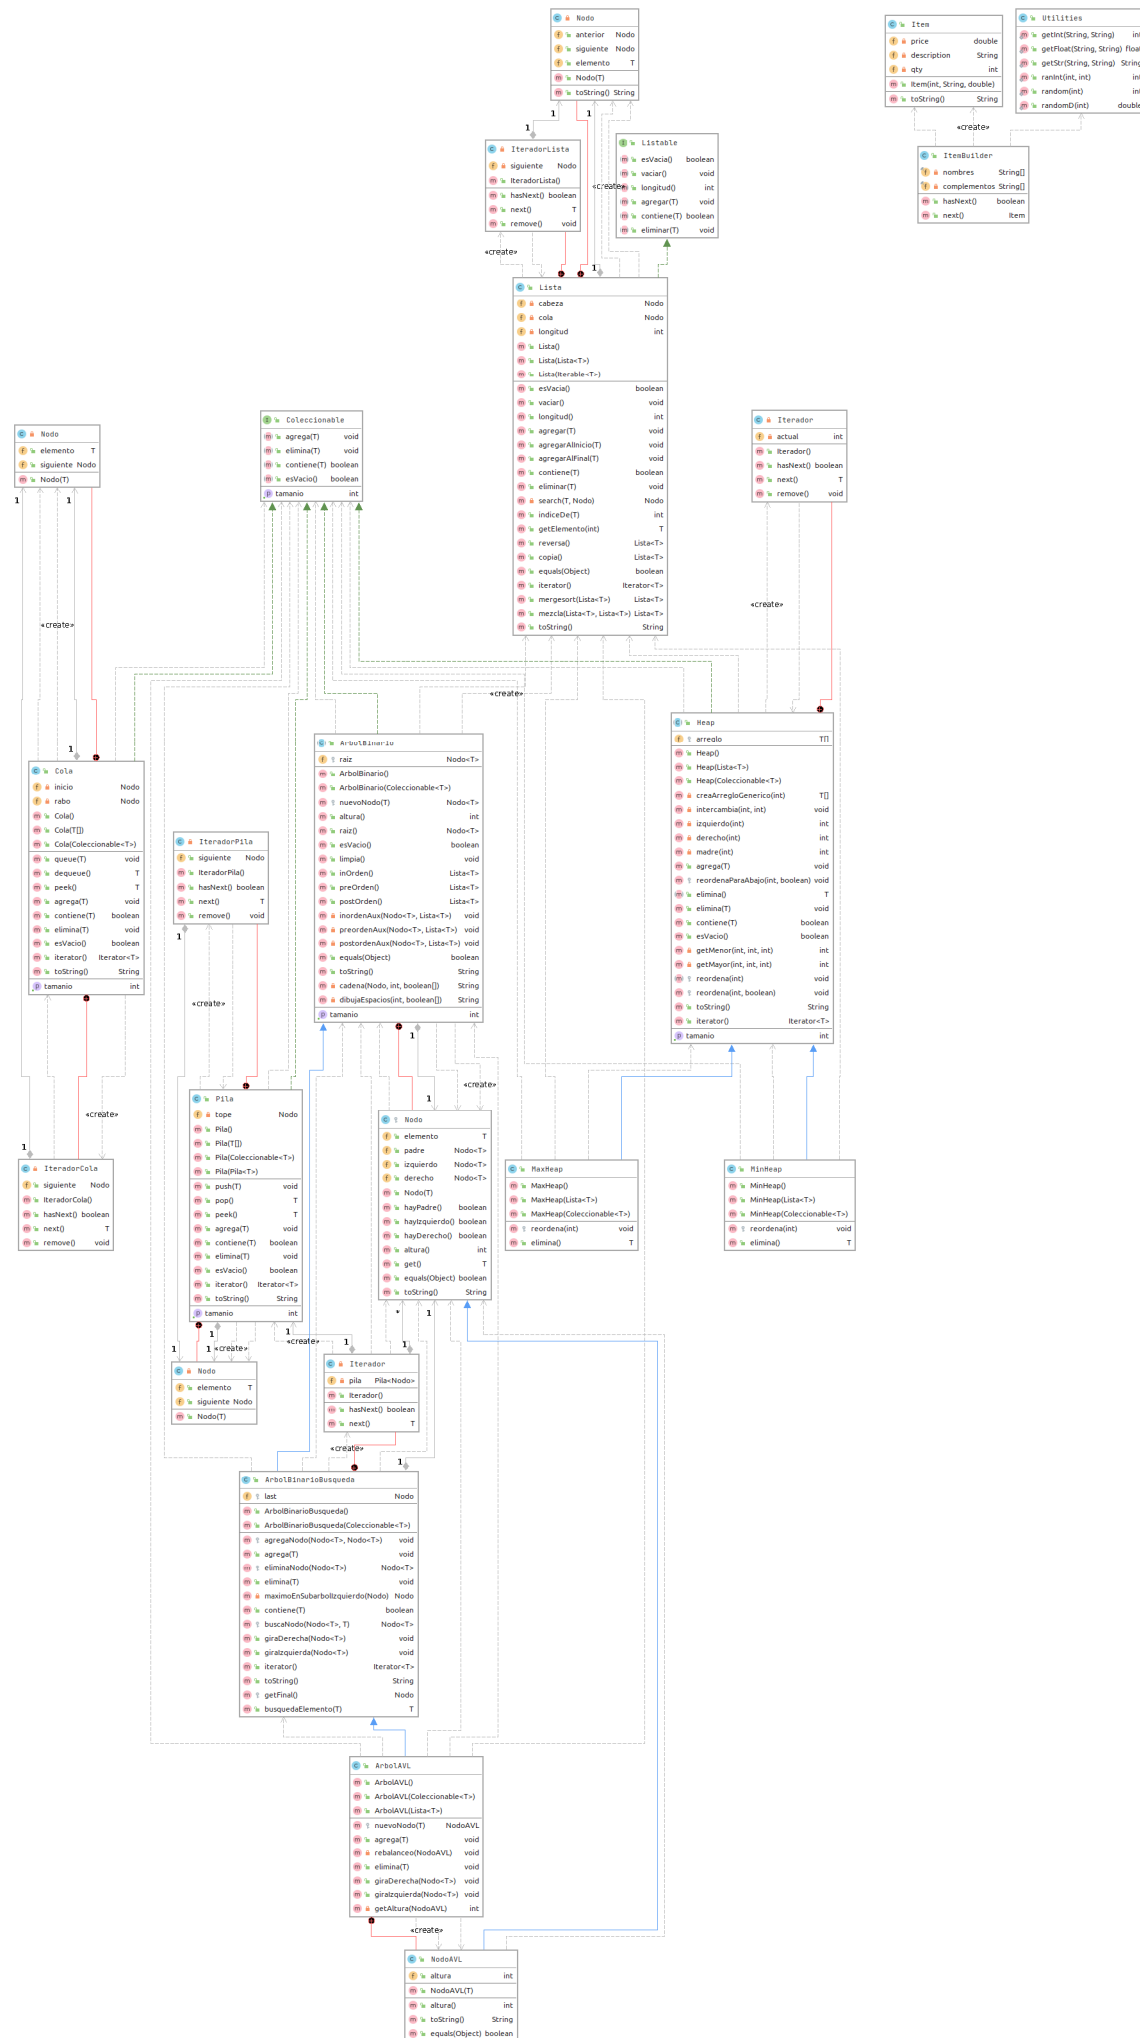 Nodo
anterior Nodo
siguiente Nodo
elemento T
Nodo(T)
toString() String
Item
price double
description String
qty int
Item(int, String, double)
toString() String
Utilities
getInt(String, String) int
getFloat(String, String) float
getStr(String, String) String
ranInt(int, int) int
random(int) int
randomD(int) double
1
1
«create»
IteradorLista
siguiente Nodo
IteradorLista()
hasNext() boolean
next() T
remove() void
Listable
esVacia() boolean
vaciar() void
longitud() int
agregar(T) void
contiene(T) boolean
eliminar(T) void
«create»
ItemBuilder
nombres String[]
complementos String[]
hasNext() boolean
next() Item
«create»
1
Lista
cabeza Nodo
cola Nodo
longitud int
Lista()
Lista(Lista<T>)
Lista(Iterable<T>)
esVacia() boolean
vaciar() void
longitud() int
agregar(T) void
agregarAlInicio(T) void
agregarAlFinal(T) void
contiene(T) boolean
eliminar(T) void
search(T, Nodo) Nodo
indiceDe(T) int
getElemento(int) T
reversa() Lista<T>
copia() Lista<T>
equals(Object) boolean
iterator() Iterator<T>
mergesort(Lista<T>) Lista<T>
mezcla(Lista<T>, Lista<T>) Lista<T>
toString() String
Nodo
elemento T
siguiente Nodo
Nodo(T)
Coleccionable
agrega(T) void
elimina(T) void
contiene(T) boolean
esVacio() boolean
tamanio int
Iterador
actual int
Iterador()
hasNext() boolean
next() T
remove() void
1
1
«create»
«create»
«create»
1
Cola
inicio Nodo
rabo Nodo
Cola()
Cola(T[])
Cola(Coleccionable<T>)
queue(T) void
dequeue() T
peek() T
agrega(T) void
contiene(T) boolean
elimina(T) void
esVacio() boolean
iterator() Iterator<T>
toString() String
tamanio int
ArbolBinario
raiz Nodo<T>
ArbolBinario()
ArbolBinario(Coleccionable<T>)
nuevoNodo(T) Nodo<T>
altura() int
raiz() Nodo<T>
esVacio() boolean
limpia() void
inOrden() Lista<T>
preOrden() Lista<T>
postOrden() Lista<T>
inordenAux(Nodo<T>, Lista<T>) void
preordenAux(Nodo<T>, Lista<T>) void
postordenAux(Nodo<T>, Lista<T>) void
equals(Object) boolean
toString() String
cadena(Nodo, int, boolean[]) String
dibujaEspacios(int, boolean[]) String
tamanio int
Heap
arreglo T[]
Heap()
Heap(Lista<T>)
Heap(Coleccionable<T>)
creaArregloGenerico(int) T[]
intercambia(int, int) void
izquierdo(int) int
derecho(int) int
madre(int) int
agrega(T) void
reordenaParaAbajo(int, boolean) void
elimina() T
elimina(T) void
contiene(T) boolean
esVacio() boolean
getMenor(int, int, int) int
getMayor(int, int, int) int
reordena(int) void
reordena(int, boolean) void
toString() String
iterator() Iterator<T>
tamanio int
IteradorPila
siguiente Nodo
IteradorPila()
hasNext() boolean
next() T
remove() void
1
«create»
1
«create»
«create»
1
1
IteradorCola
siguiente Nodo
IteradorCola()
hasNext() boolean
next() T
remove() void
Pila
tope Nodo
Pila()
Pila(T[])
Pila(Coleccionable<T>)
Pila(Pila<T>)
push(T) void
pop() T
peek() T
agrega(T) void
contiene(T) boolean
elimina(T) void
esVacio() boolean
iterator() Iterator<T>
toString() String
tamanio int
Nodo
elemento T
padre Nodo<T>
izquierdo Nodo<T>
derecho Nodo<T>
Nodo(T)
hayPadre() boolean
hayIzquierdo() boolean
hayDerecho() boolean
altura() int
get() T
equals(Object) boolean
toString() String
MaxHeap
MaxHeap()
MaxHeap(Lista<T>)
MaxHeap(Coleccionable<T>)
reordena(int) void
elimina() T
MinHeap
MinHeap()
MinHeap(Lista<T>)
MinHeap(Coleccionable<T>)
reordena(int) void
elimina() T
*
1
1
1
1
«create»
1
«create»
1
1
Nodo
elemento T
siguiente Nodo
Nodo(T)
Iterador
pila Pila<Nodo>
Iterador()
hasNext() boolean
next() T
«create»
1
ArbolBinarioBusqueda
last Nodo
ArbolBinarioBusqueda()
ArbolBinarioBusqueda(Coleccionable<T>)
agregaNodo(Nodo<T>, Nodo<T>) void
agrega(T) void
eliminaNodo(Nodo<T>) Nodo<T>
elimina(T) void
maximoEnSubarbolIzquierdo(Nodo) Nodo
contiene(T) boolean
buscaNodo(Nodo<T>, T) Nodo<T>
giraDerecha(Nodo<T>) void
giraIzquierda(Nodo<T>) void
iterator() Iterator<T>
toString() String
getFinal() Nodo
busquedaElemento(T) T
ArbolAVL
ArbolAVL()
ArbolAVL(Coleccionable<T>)
ArbolAVL(Lista<T>)
nuevoNodo(T) NodoAVL
agrega(T) void
rebalanceo(NodoAVL) void
elimina(T) void
giraDerecha(Nodo<T>) void
giraIzquierda(Nodo<T>) void
getAltura(NodoAVL) int
«create»
NodoAVL
altura int
NodoAVL(T)
altura() int
toString() String
equals(Object) boolean